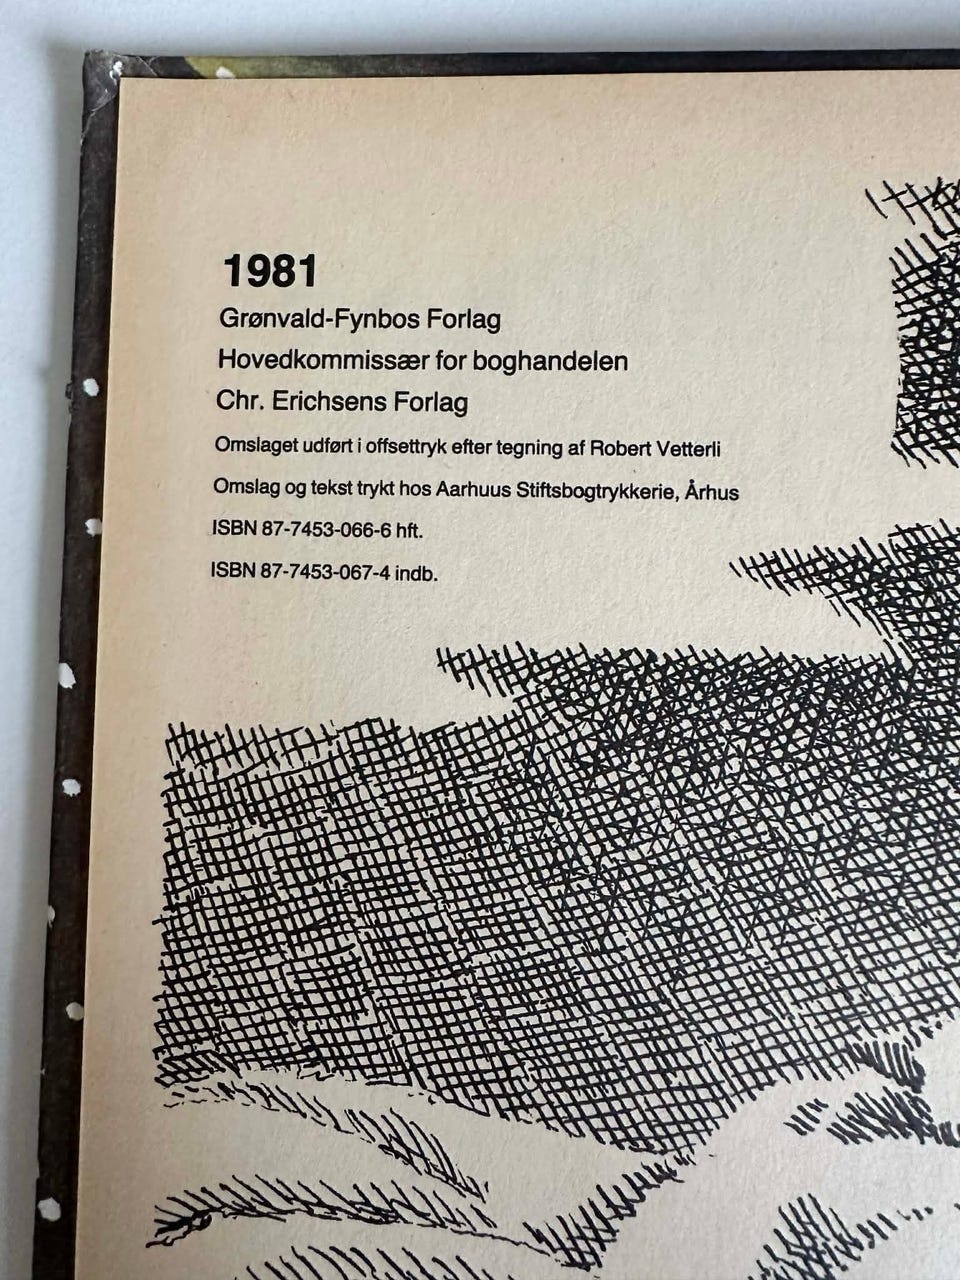 1981
Grønvald-Fynbos Forlag
Hovedkommissær for boghandelen
Chr. Erichsens Forlag
Omslaget udført i offsettryk efter tegning af Robert Vetterli
Omslag og tekst trykt hos Aarhuus Stiftsbogtrykkerie, Århus
ISBN 87-7453-066-6 hft.
ISBN 87-7453-067-4 indb.